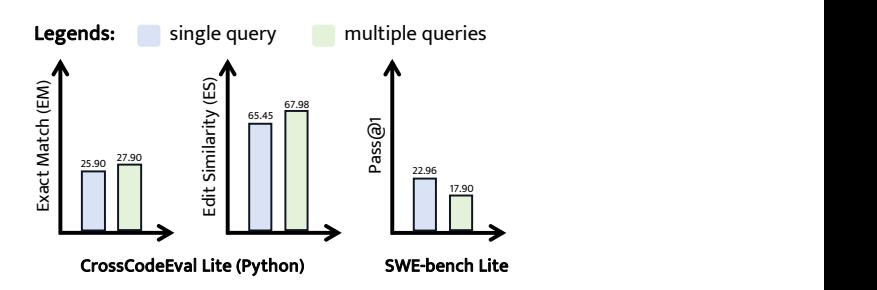 Legends: single query multiple queries
Exact Match (EM)
25.90
27.90
Edit Similarity (ES)
65.45
67.98
Pass@1
22.96
17.90
CrossCodeEval Lite (Python)
SWE-bench Lite